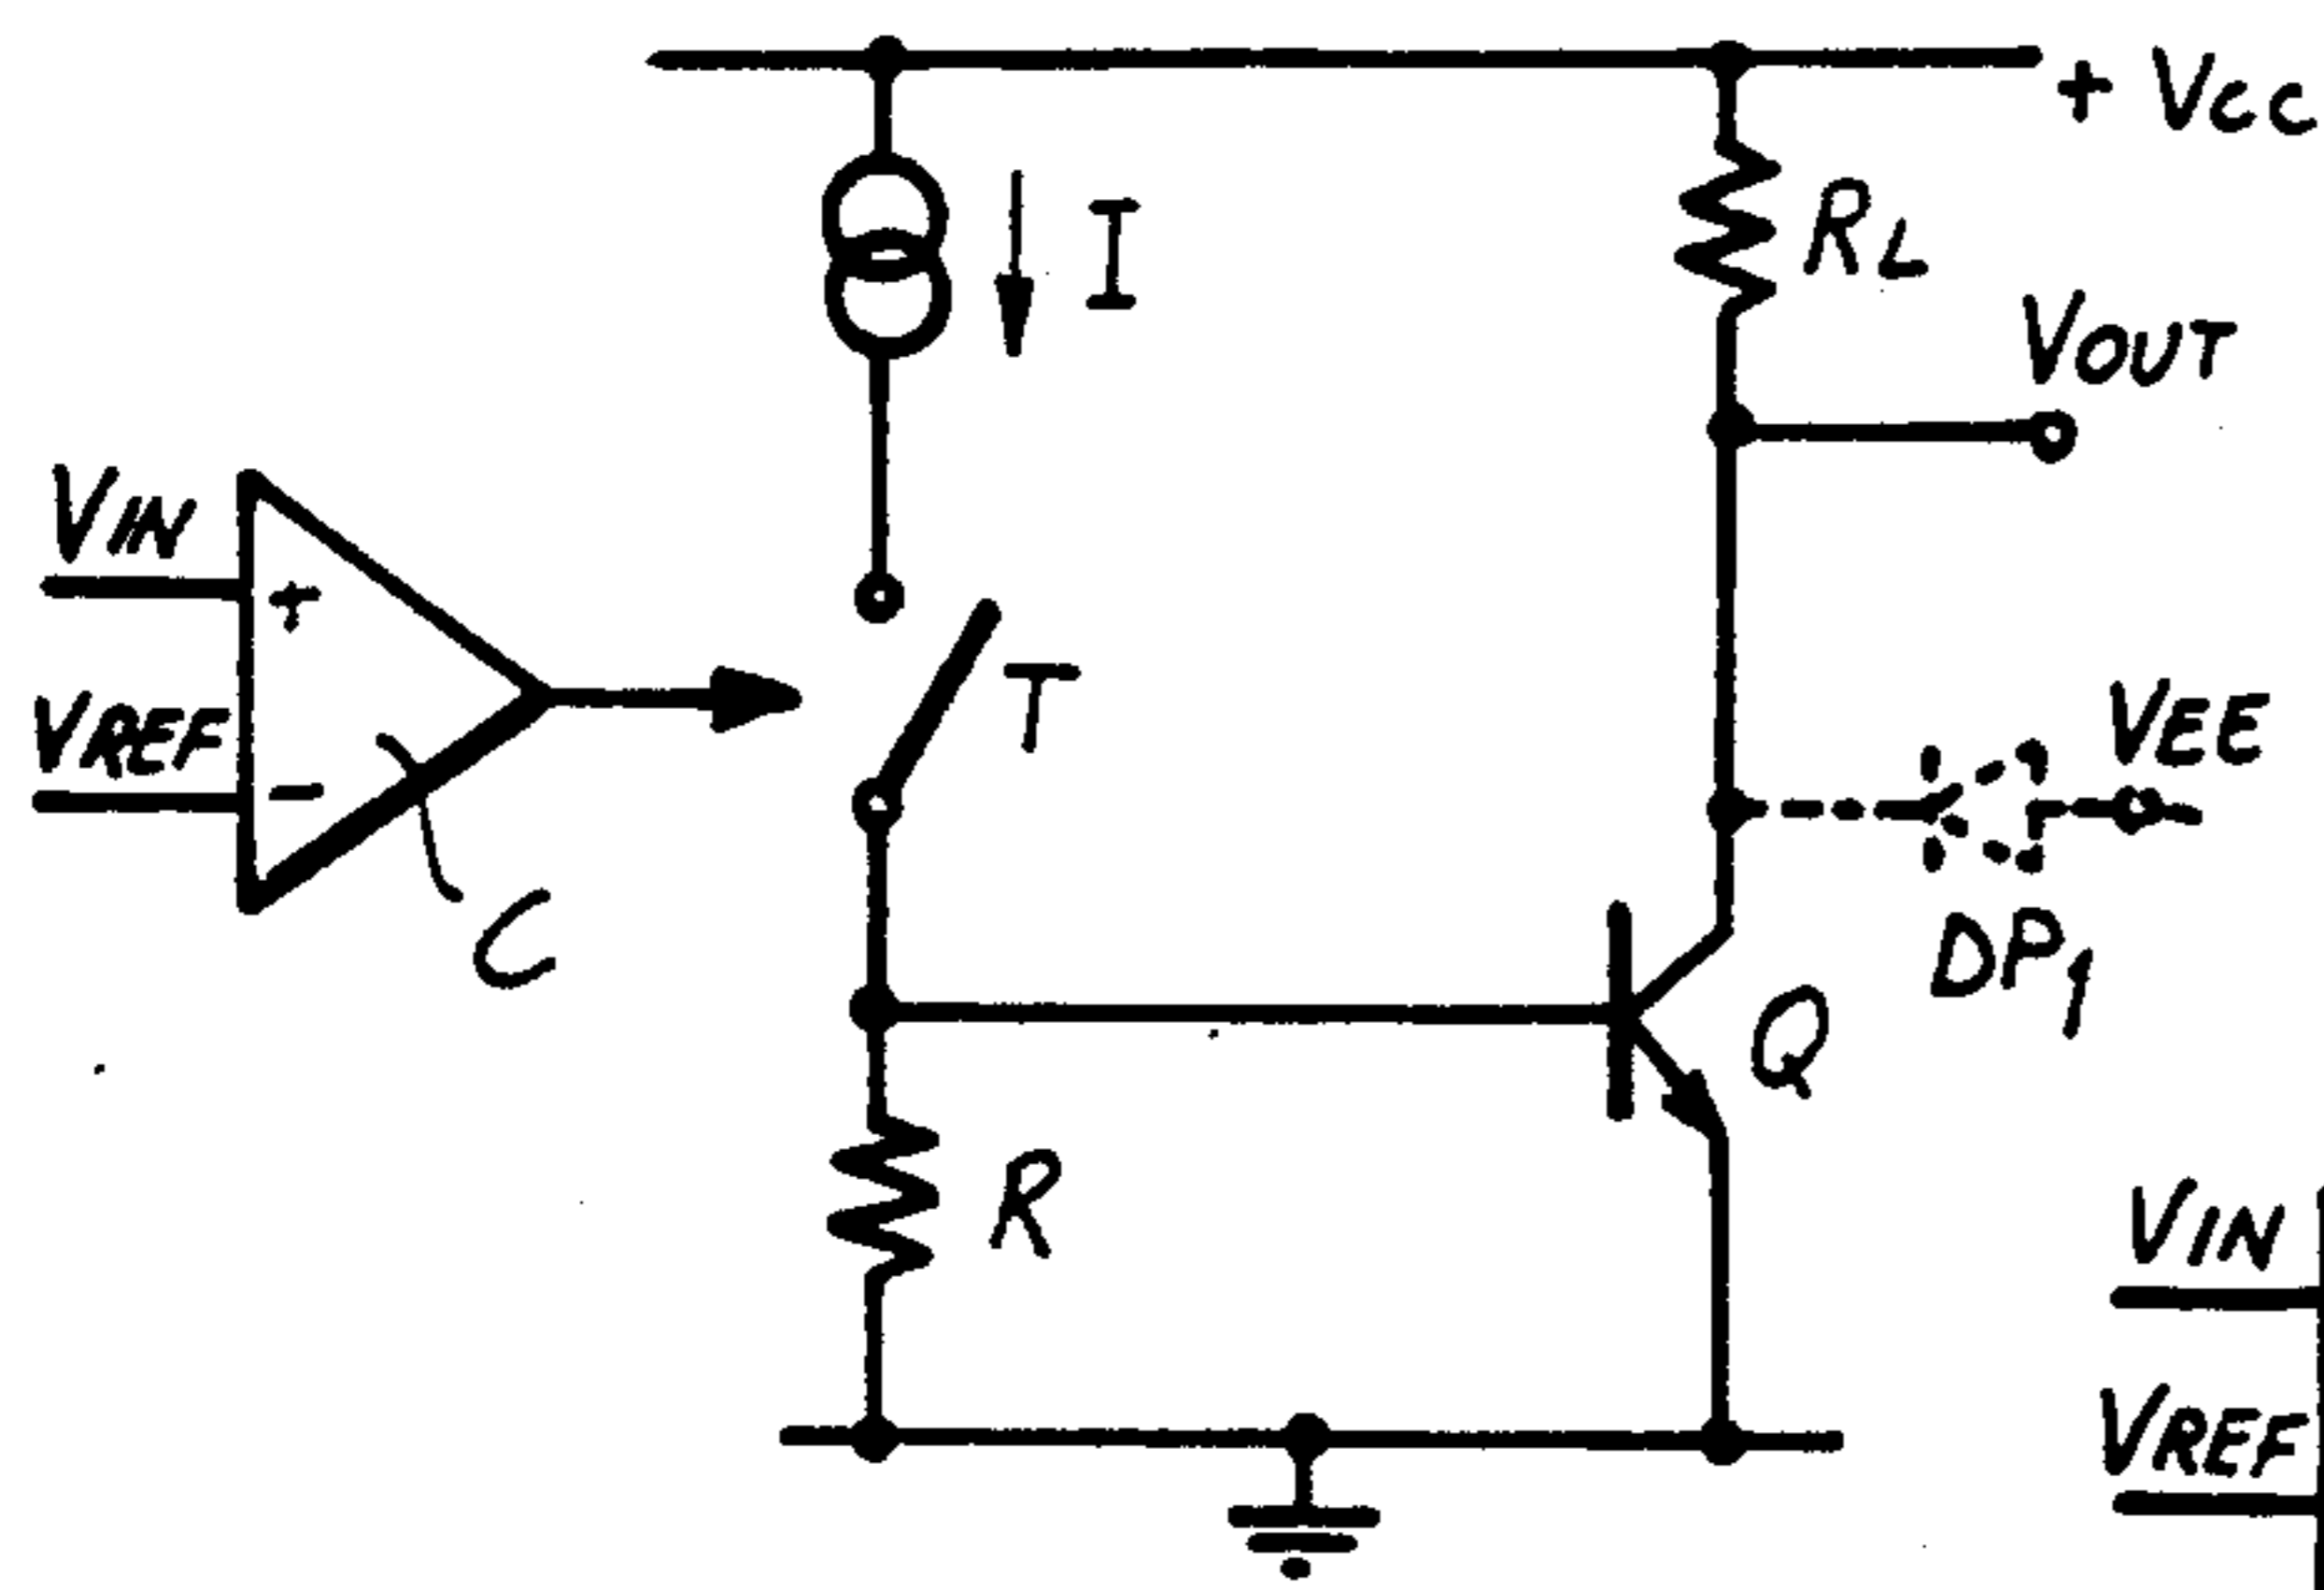 + VCC
I
RL
VOUT
VIN
+
T
VREF
-
VEE
C
DP1
Q
R
VIN
VREF